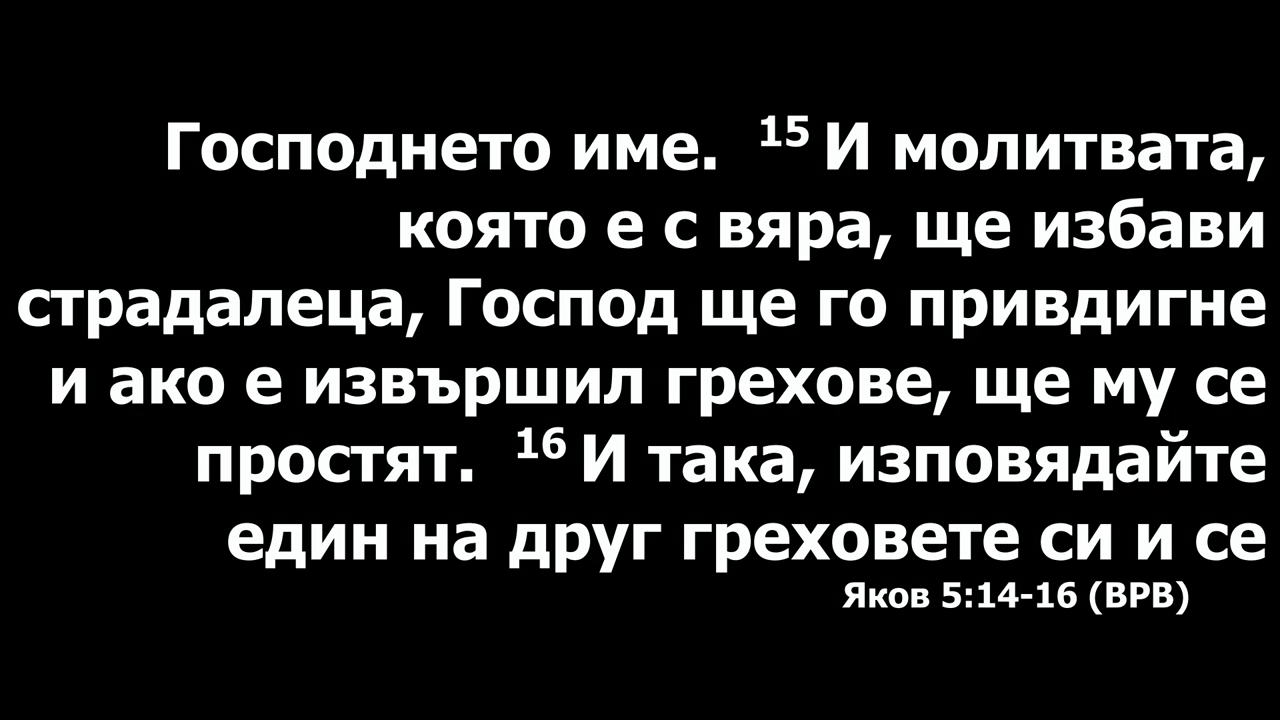 Господнето име. 15 И молитвата,
която е с вяра, ще избави
страдалеца, Господ ще го привдигне
и ако е извършил грехове, ще му се
простят. 16 И така, изповядайте
един на друг греховете си и се
Яков 5:14-16 (ВРВ)